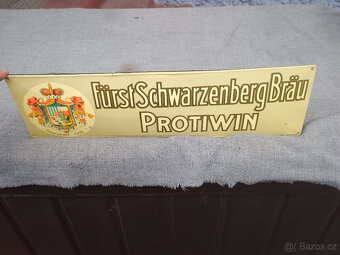 Fürst Schwarzenberg Bräu
PROTIWIN
Bazos.cz